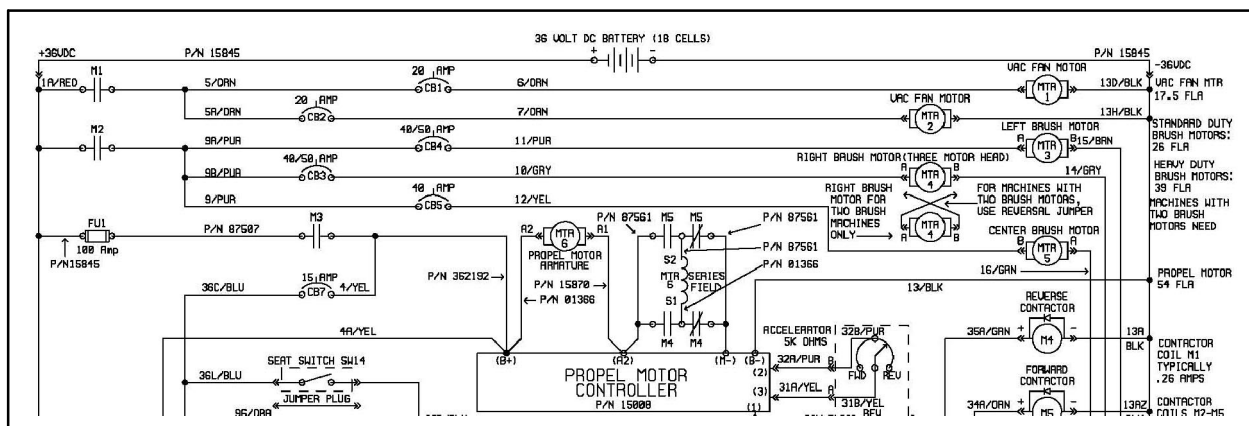 36 VOLT DC BATTERY (18 CELLS)
+36VDC
P/N 15845
+ -
P/N 15845
-36VDC
1A/RED
M1
5/ORN
20 AMP
CB1
6/ORN
VAC FAN MOTOR
MTR 1
13D/BLK
VAC FAN MTR
17.5 FLA
5A/ORN
20 AMP
CB2
7/ORN
VAC FAN MOTOR
MTR 2
13H/BLK
STANDARD DUTY
BRUSH MOTORS:
26 FLA
M2
9A/PUR
40/50 AMP
CB4
11/PUR
LEFT BRUSH MOTOR
A MTR 3 B
15/BRN
9B/PUR
40/50 AMP
CB3
10/GRY
RIGHT BRUSH MOTOR(THREE MOTOR HEAD)
A MTR 4 B
14/GRY
HEAVY DUTY
BRUSH MOTORS:
39 FLA
9/PUR
40 AMP
CB5
12/YEL
RIGHT BRUSH
MOTOR FOR
TWO BRUSH
MACHINES
ONLY
A MTR 4 B
FOR MACHINES WITH
TWO BRUSH MOTORS,
USE REVERSAL JUMPER
MACHINES WITH
TWO BRUSH
MOTORS NEED
FU1
100 Amp
P/N15845
P/N 87507
M3
A2 MTR 6 A1
PROPEL MOTOR
ARMATURE
P/N 87561
M5 M5
P/N 87561
P/N 87561
P/N 01366
CENTER BRUSH MOTOR
B MTR 5 A
16/GRN
P/N 362192
P/N 15870
P/N 01366
S2
MTR 6
S1
SERIES
FIELD
M4 M4
13/BLK
PROPEL MOTOR
54 FLA
36C/BLU
15 AMP
CB7
4/YEL
4A/YEL
(B+) (A2) (M-) (B-)
PROPEL MOTOR
CONTROLLER
P/N 15008
(2)
(3)
(1)
ACCELERATOR
5K OHMS
32B/PUR
32A/PUR B
FWD REV
31A/YEL A
31B/YEL
REVERSE
CONTACTOR
35A/GRN + M4 - 13A
BLK
CONTACTOR
COIL M1
TYPICALLY
.26 AMPS
36L/BLU
SEAT SWITCH SW14
JUMPER PLUG
FORWARD
CONTACTOR
34A/ORN + M5 - 13AZ
CONTACTOR
COILS M2-M5